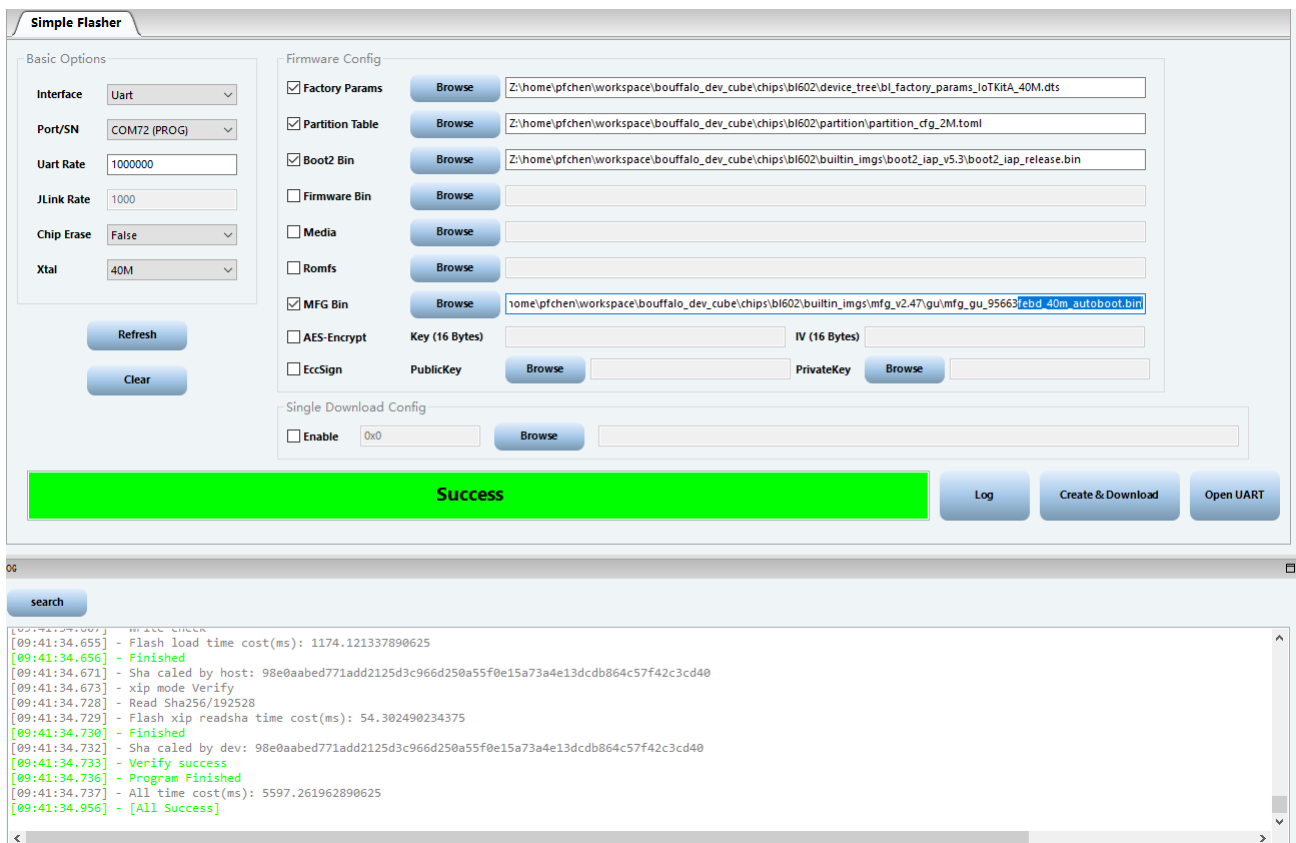 Simple Flasher
Basic Options
Interface Uart
Port/SN COM72 (PROG)
Uart Rate 1000000
JLink Rate 1000
Chip Erase False
Xtal 40M
Refresh
Clear
Firmware Config
Factory Params Browse Z:\home\pfchen\workspace\bouffalo_dev_cube\chips\bl602\device_tree\bl_factory_params_IoTKitA_40M.dts
Partition Table Browse Z:\home\pfchen\workspace\bouffalo_dev_cube\chips\bl602\partition\partition_cfg_2M.toml
Boot2 Bin Browse Z:\home\pfchen\workspace\bouffalo_dev_cube\chips\bl602\builtin_imgs\boot2_iap_v5.3\boot2_iap_release.bin
Firmware Bin Browse
Media Browse
Romfs Browse
MFG Bin Browse home\pfchen\workspace\bouffalo_dev_cube\chips\bl602\builtin_imgs\mfg_v2.47\gu\mfg_gu_95663febd_40m_autoboot.bin
AES-Encrypt Key (16 Bytes) IV (16 Bytes)
EccSign PublicKey Browse PrivateKey Browse
Single Download Config
Enable 0x0 Browse
Success Log Create & Download Open UART
OG
search
[09:41:34.607] - Write check
[09:41:34.655] - Flash load time cost(ms): 1174.121337890625
[09:41:34.656] - Finished
[09:41:34.671] - Sha caled by host: 98e0aabed771add2125d3c966d250a55f0e15a73a4e13dcdb864c57f42c3cd40
[09:41:34.673] - xip mode Verify
[09:41:34.728] - Read Sha256/192528
[09:41:34.729] - Flash xip readsha time cost(ms): 54.302490234375
[09:41:34.730] - Finished
[09:41:34.732] - Sha caled by dev: 98e0aabed771add2125d3c966d250a55f0e15a73a4e13dcdb864c57f42c3cd40
[09:41:34.733] - Verify success
[09:41:34.736] - Program Finished
[09:41:34.737] - All time cost(ms): 5597.261962890625
[09:41:34.956] - [All Success]